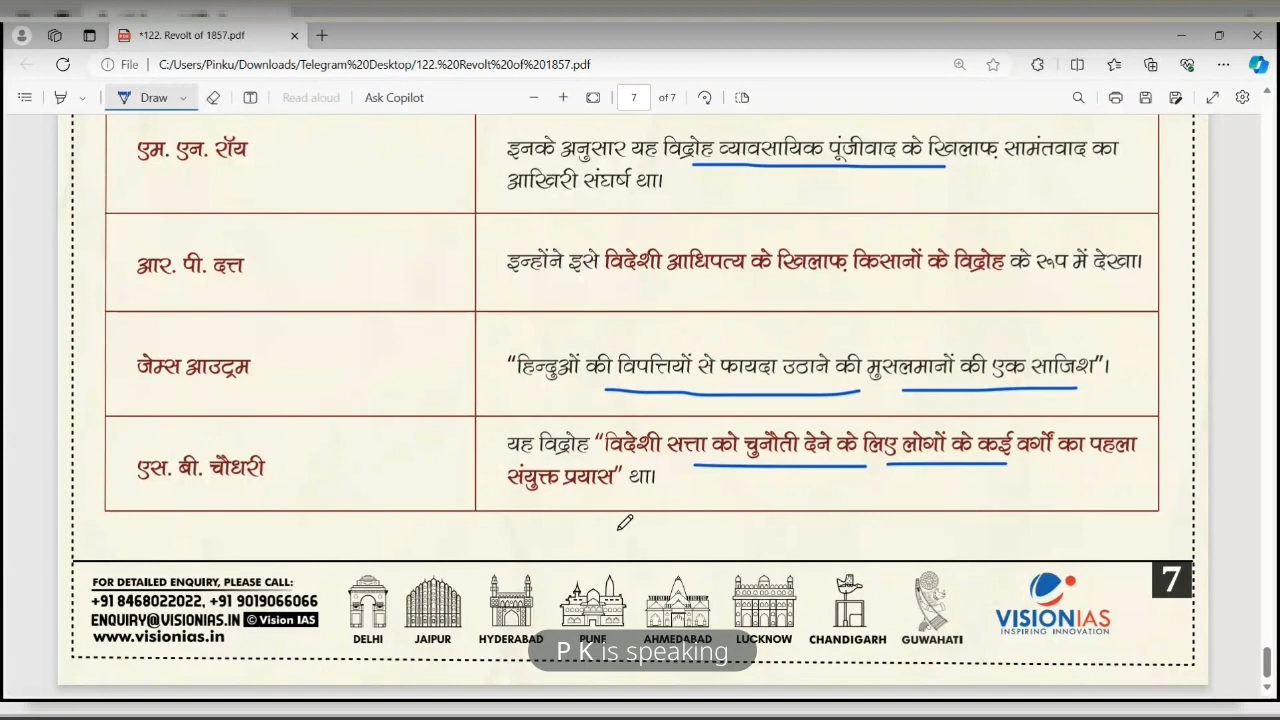 *122. Revolt of 1857.pdf
File C:/Users/Pinku/Downloads/Telegram%20Desktop/122.%20Revolt%20of%201857.pdf
Draw Read aloud Ask Copilot 7 of 7
एम. एन. रॉय
इनके अनुसार यह विद्रोह व्यावसायिक पूंजीवाद के खिलाफ़ सामंतवाद का
आखिरी संघर्ष था।
आर. पी. दत्त
इन्होंने इसे विदेशी आधिपत्य के खिलाफ़ किसानों के विद्रोह के रूप में देखा।
जेम्स आउट्रम
“हिन्दुओं की विपत्तियों से फायदा उठाने की मुसलमानों की एक साजिश”।
एस. बी. चौधरी
यह विद्रोह “विदेशी सत्ता को चुनौती देने के लिए लोगों के कई वर्गों का पहला
संयुक्त प्रयास” था।
7
FOR DETAILED ENQUIRY, PLEASE CALL:
+91 8468022022, +91 9019066066
ENQUIRY@VISIONIAS.IN © Vision IAS
www.visionias.in
DELHI JAIPUR HYDERABAD PUNE AHMEDABAD LUCKNOW CHANDIGARH GUWAHATI
VISIONIAS
INSPIRING INNOVATION
P K is speaking